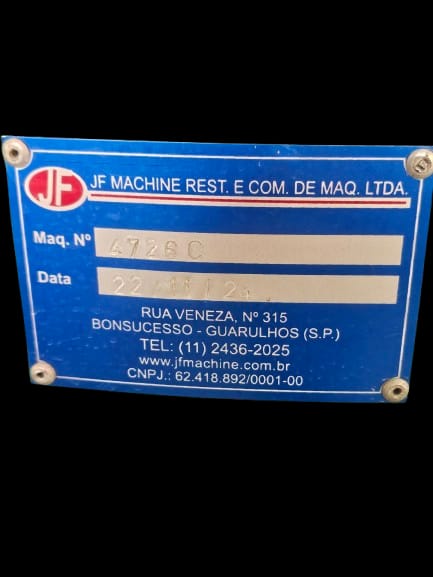 JF
JF MACHINE REST. E COM. DE MAQ. LTDA.
Maq. Nº 4726 C
Data 22
RUA VENEZA, Nº 315
BONSUCESSO - GUARULHOS (S.P.)
TEL: (11) 2436-2025
www.jfmachine.com.br
CNPJ.: 62.418.892/0001-00